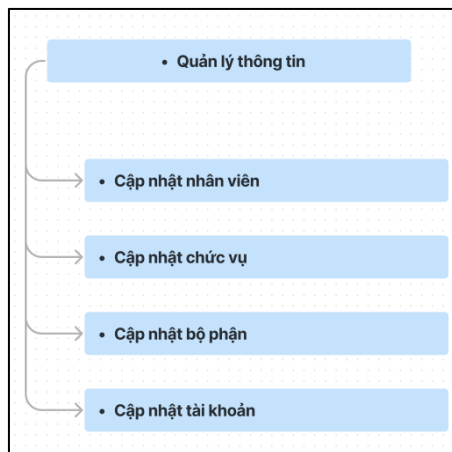 • Quản lý thông tin
• Cập nhật nhân viên
• Cập nhật chức vụ
• Cập nhật bộ phận
• Cập nhật tài khoản